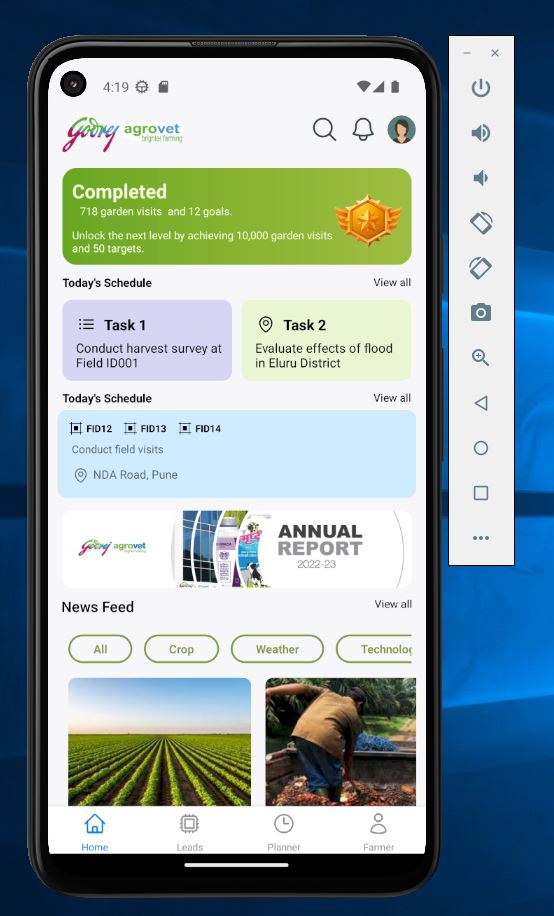 4:19
Godrej agrovet
brighter farming
Completed
718 garden visits and 12 goals.
Unlock the next level by achieving 10,000 garden visits
and 50 targets.
Today's Schedule View all
Task 1
Conduct harvest survey at
Field ID001
Task 2
Evaluate effects of flood
in Eluru District
Today's Schedule View all
FID12 FID13 FID14
Conduct field visits
NDA Road, Pune
Godrej agrovet
ANNUAL
REPORT
2022-23
News Feed View all
All Crop Weather Technolog
Home Leads Planner Farmer